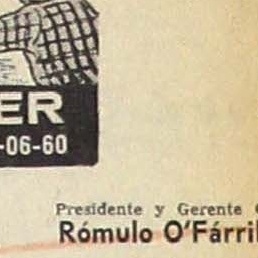 ER
-06-60
Presidente y Gerente
Rómulo O'Fárril